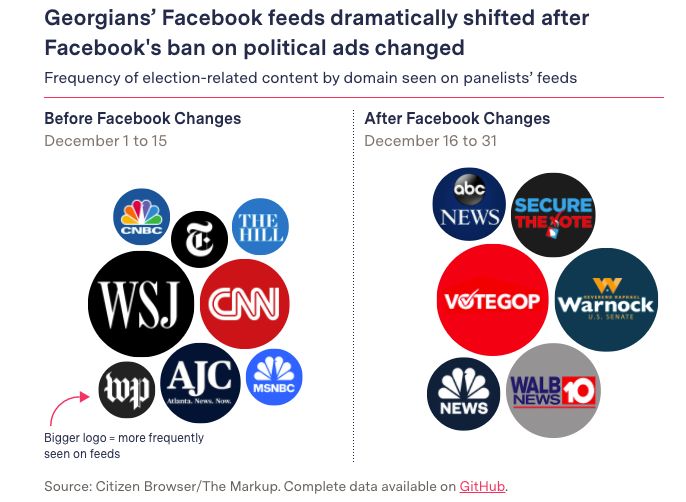 Georgians’ Facebook feeds dramatically shifted after
Facebook's ban on political ads changed
Frequency of election-related content by domain seen on panelists’ feeds
Before Facebook Changes
December 1 to 15
CNBC
T
THE
HILL
WSJ
CNN
wp
AJC
Atlanta. News. Now.
MSNBC
Bigger logo = more frequently
seen on feeds
After Facebook Changes
December 16 to 31
abc
NEWS
SECURE
THE VOTE
VOTEGOP
REVEREND RAPHAEL
Warnock
U.S. SENATE
NEWS
WALB
NEWS 10
Source: Citizen Browser/The Markup. Complete data available on GitHub.